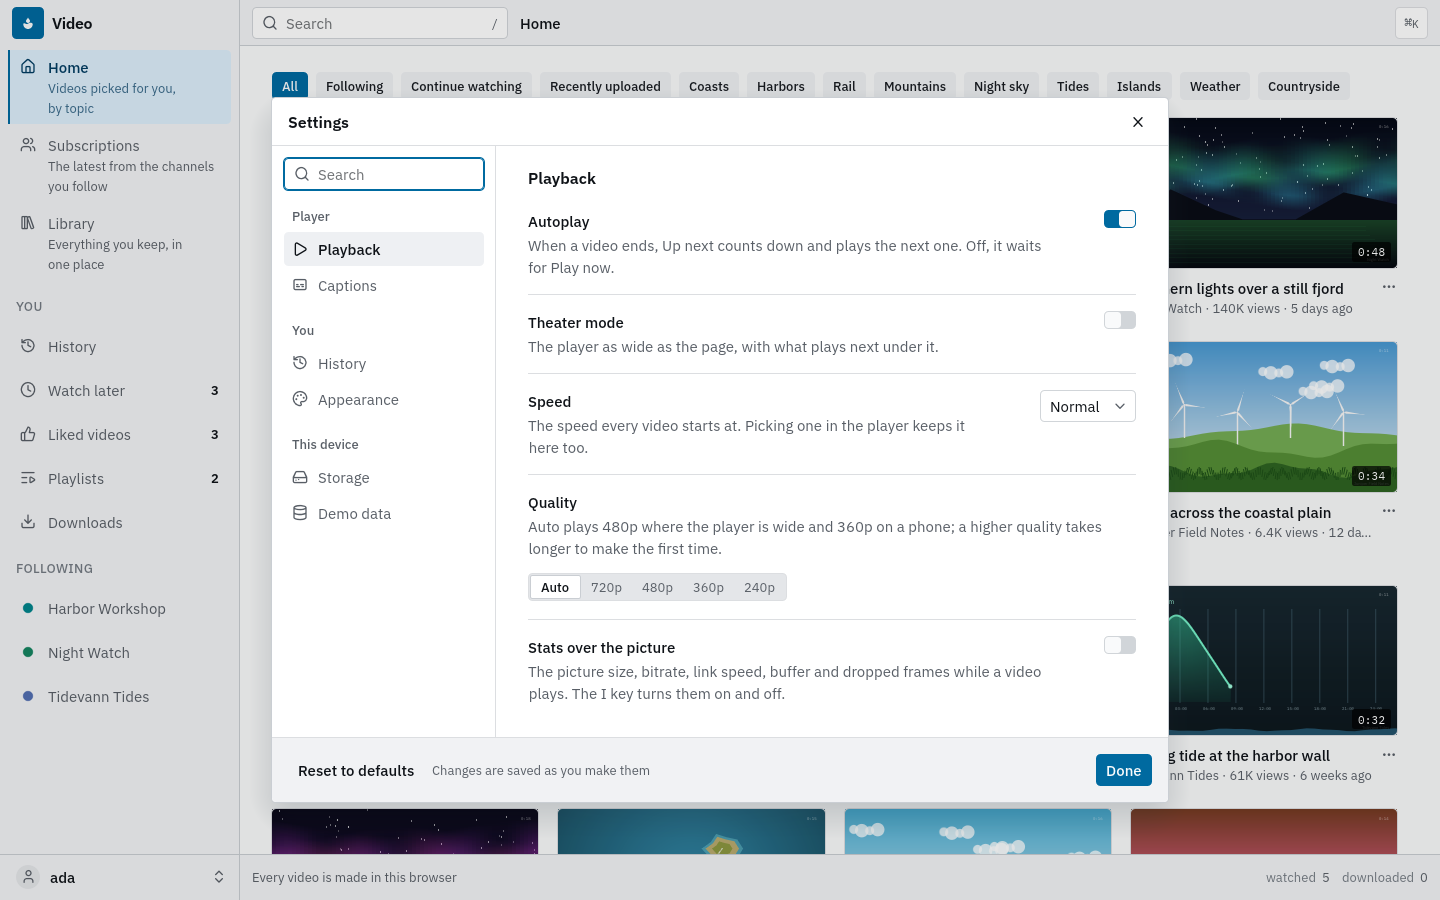 Video
Search /
Home
⌘K
Home
Videos picked for you,
by topic
Subscriptions
The latest from the channels
you follow
Library
Everything you keep, in
one place
YOU
History
Watch later 3
Liked videos 3
Playlists 2
Downloads
FOLLOWING
Harbor Workshop
Night Watch
Tidevann Tides
ada
All Following Continue watching Recently uploaded Coasts Harbors Rail Mountains Night sky Tides Islands Weather Countryside
Settings
Search
Player
Playback
Captions
You
History
Appearance
This device
Storage
Demo data
Playback
Autoplay
When a video ends, Up next counts down and plays the next one. Off, it waits
for Play now.
Theater mode
The player as wide as the page, with what plays next under it.
Speed
The speed every video starts at. Picking one in the player keeps it
here too.
Normal
Quality
Auto plays 480p where the player is wide and 360p on a phone; a higher quality takes
longer to make the first time.
Auto 720p 480p 360p 240p
Stats over the picture
The picture size, bitrate, link speed, buffer and dropped frames while a video
plays. The I key turns them on and off.
Reset to defaults
Changes are saved as you make them
Done
0:48
ern lights over a still fjord
Watch · 140K views · 5 days ago
0:34
across the coastal plain
r Field Notes · 6.4K views · 12 da...
0:32
g tide at the harbor wall
nn Tides · 61K views · 6 weeks ago
Every video is made in this browser
watched 5 downloaded 0